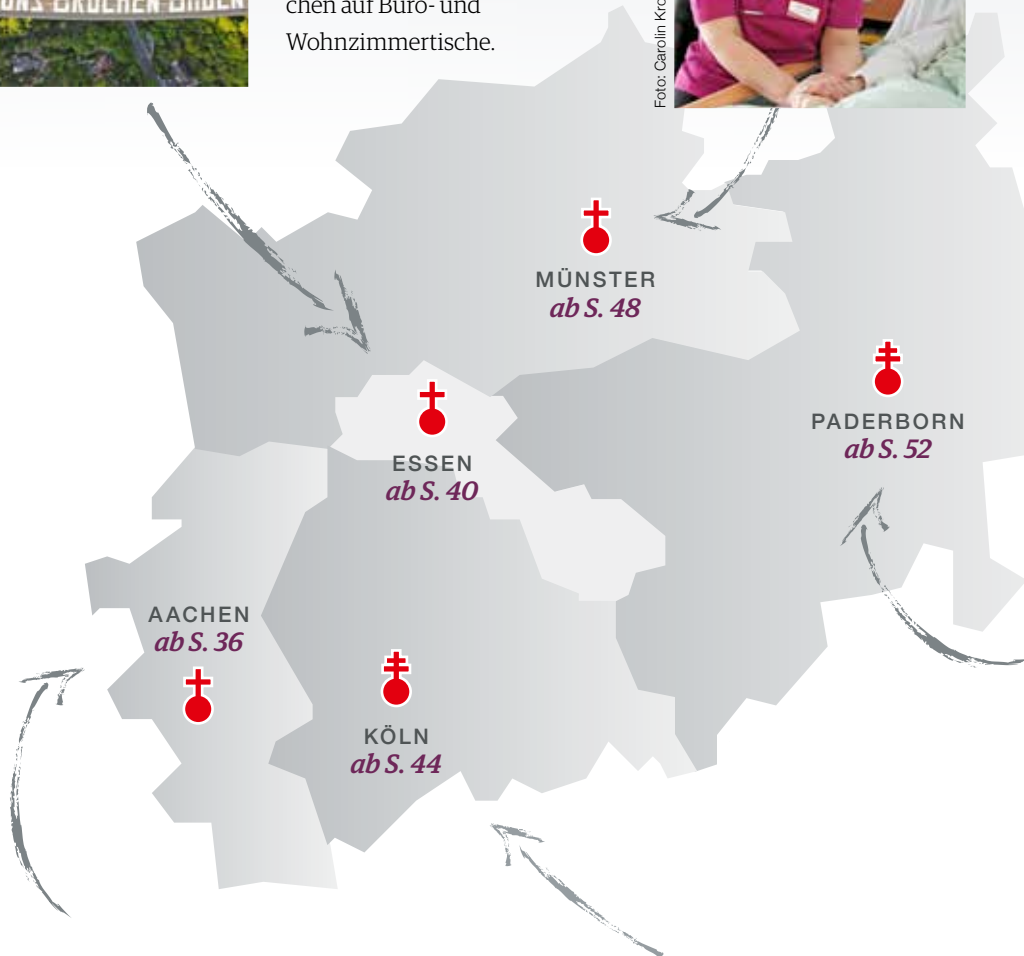 chen auf Büro- und
Wohnzimmertische.
MÜNSTER
ab S. 48
PADERBORN
ab S. 52
ESSEN
ab S. 40
AACHEN
ab S. 36
KÖLN
ab S. 44
Foto: Carolin